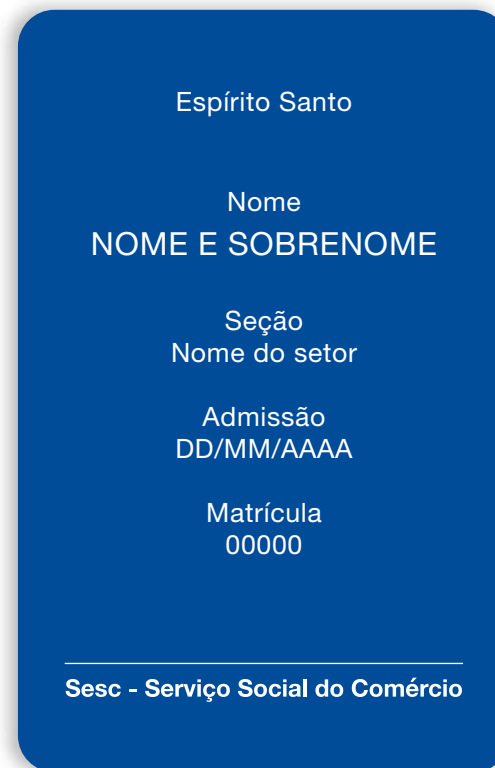 Espírito Santo
Nome
NOME E SOBRENOME
Seção
Nome do setor
Admissão
DD/MM/AAAA
Matrícula
00000
Sesc - Serviço Social do Comércio